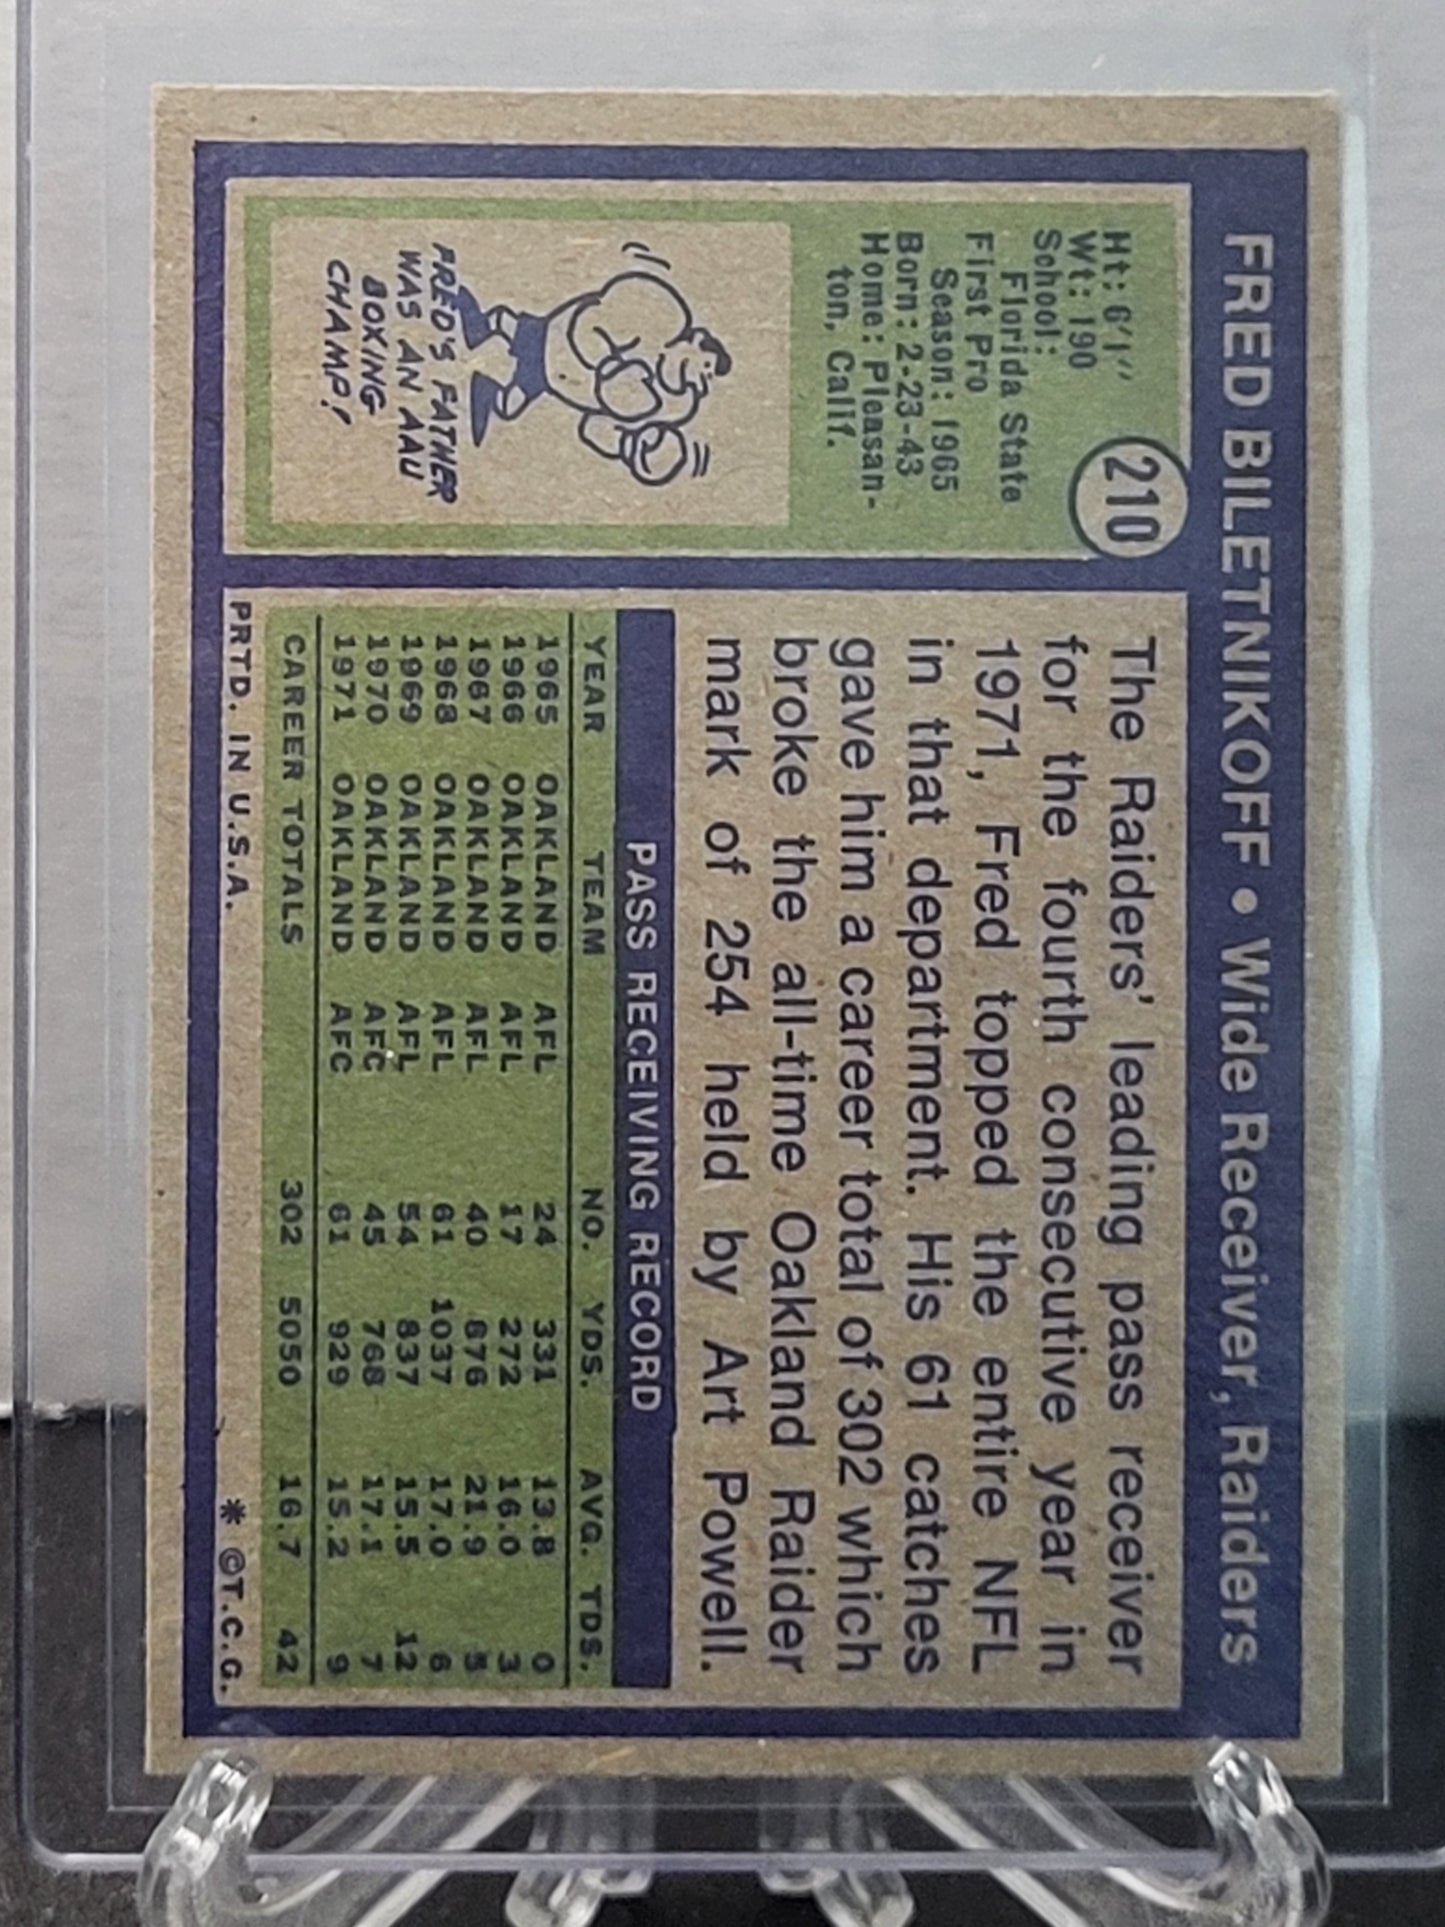 FRED BILETNIKOFF • Wide Receiver, Raiders
210
Ht: 6'1"
Wt: 190
School:
Florida State
First Pro
Season: 1965
Born: 2-23-43
Home: Pleasan-
ton, Calif.
FRED'S FATHER
WAS AN AAU
BOXING
CHAMP!
The Raiders' leading pass receiver
for the fourth consecutive year in
1971, Fred topped the entire NFL
in that department. His 61 catches
gave him a career total of 302 which
broke the all-time Oakland Raider
mark of 254 held by Art Powell.
PASS RECEIVING RECORD
YEAR TEAM NO. YDS. AVG. TDS.
1965 OAKLAND AFL 24 331 13.8 0
1966 OAKLAND AFL 17 272 16.0 3
1967 OAKLAND AFL 40 876 21.9 5
1968 OAKLAND AFL 61 1037 17.0 6
1969 OAKLAND AFL 54 837 15.5 12
1970 OAKLAND AFC 45 768 17.1 7
1971 OAKLAND AFC 61 929 15.2 9
CAREER TOTALS 302 5050 16.7 42
PRTD. IN U.S.A. * ©T.C.G.